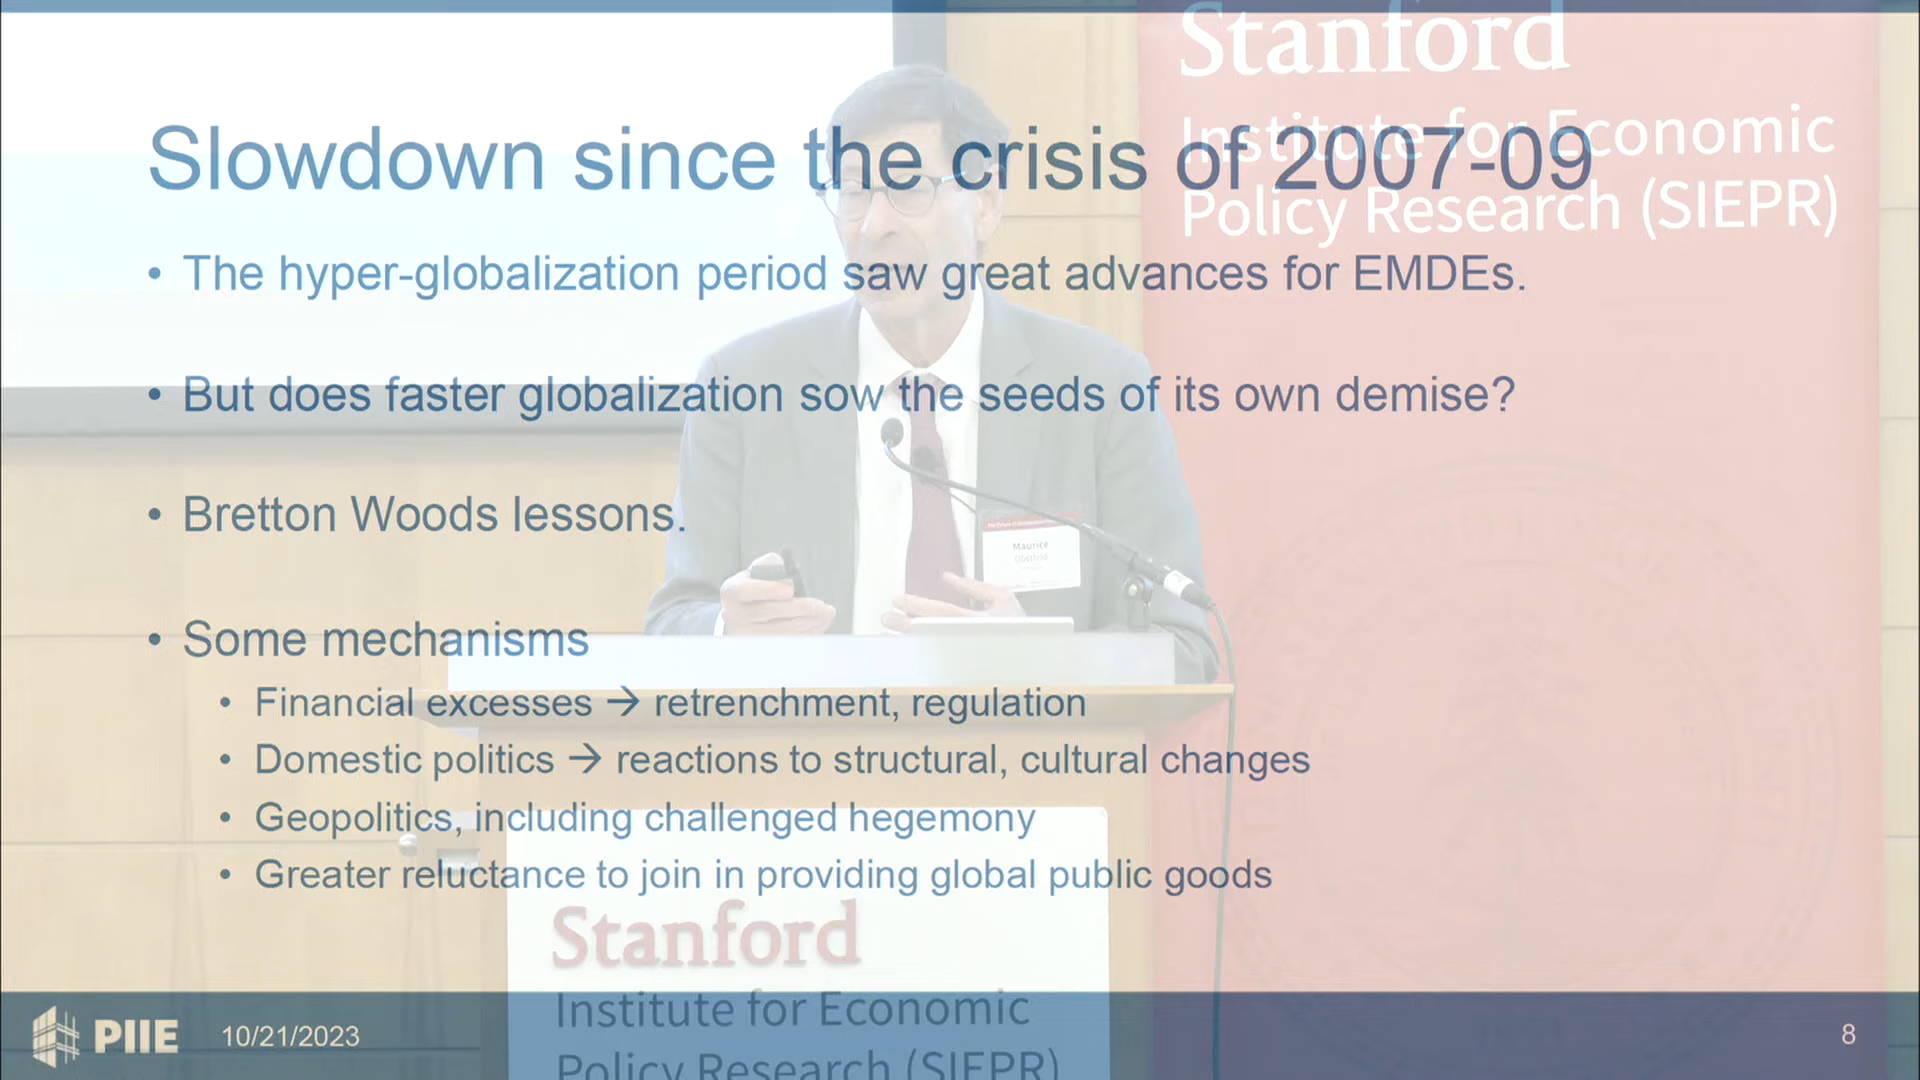 Stanford
Institute for Economic
Policy Research (SIEPR)
Slowdown since the crisis of 2007-09
• The hyper-globalization period saw great advances for EMDEs.
• But does faster globalization sow the seeds of its own demise?
• Bretton Woods lessons.
• Some mechanisms
• Financial excesses → retrenchment, regulation
• Domestic politics → reactions to structural, cultural changes
• Geopolitics, including challenged hegemony
• Greater reluctance to join in providing global public goods
Maurice
Obstfeld
Stanford
Institute for Economic
Policy Research (SIEPR)
PIIE
10/21/2023
8